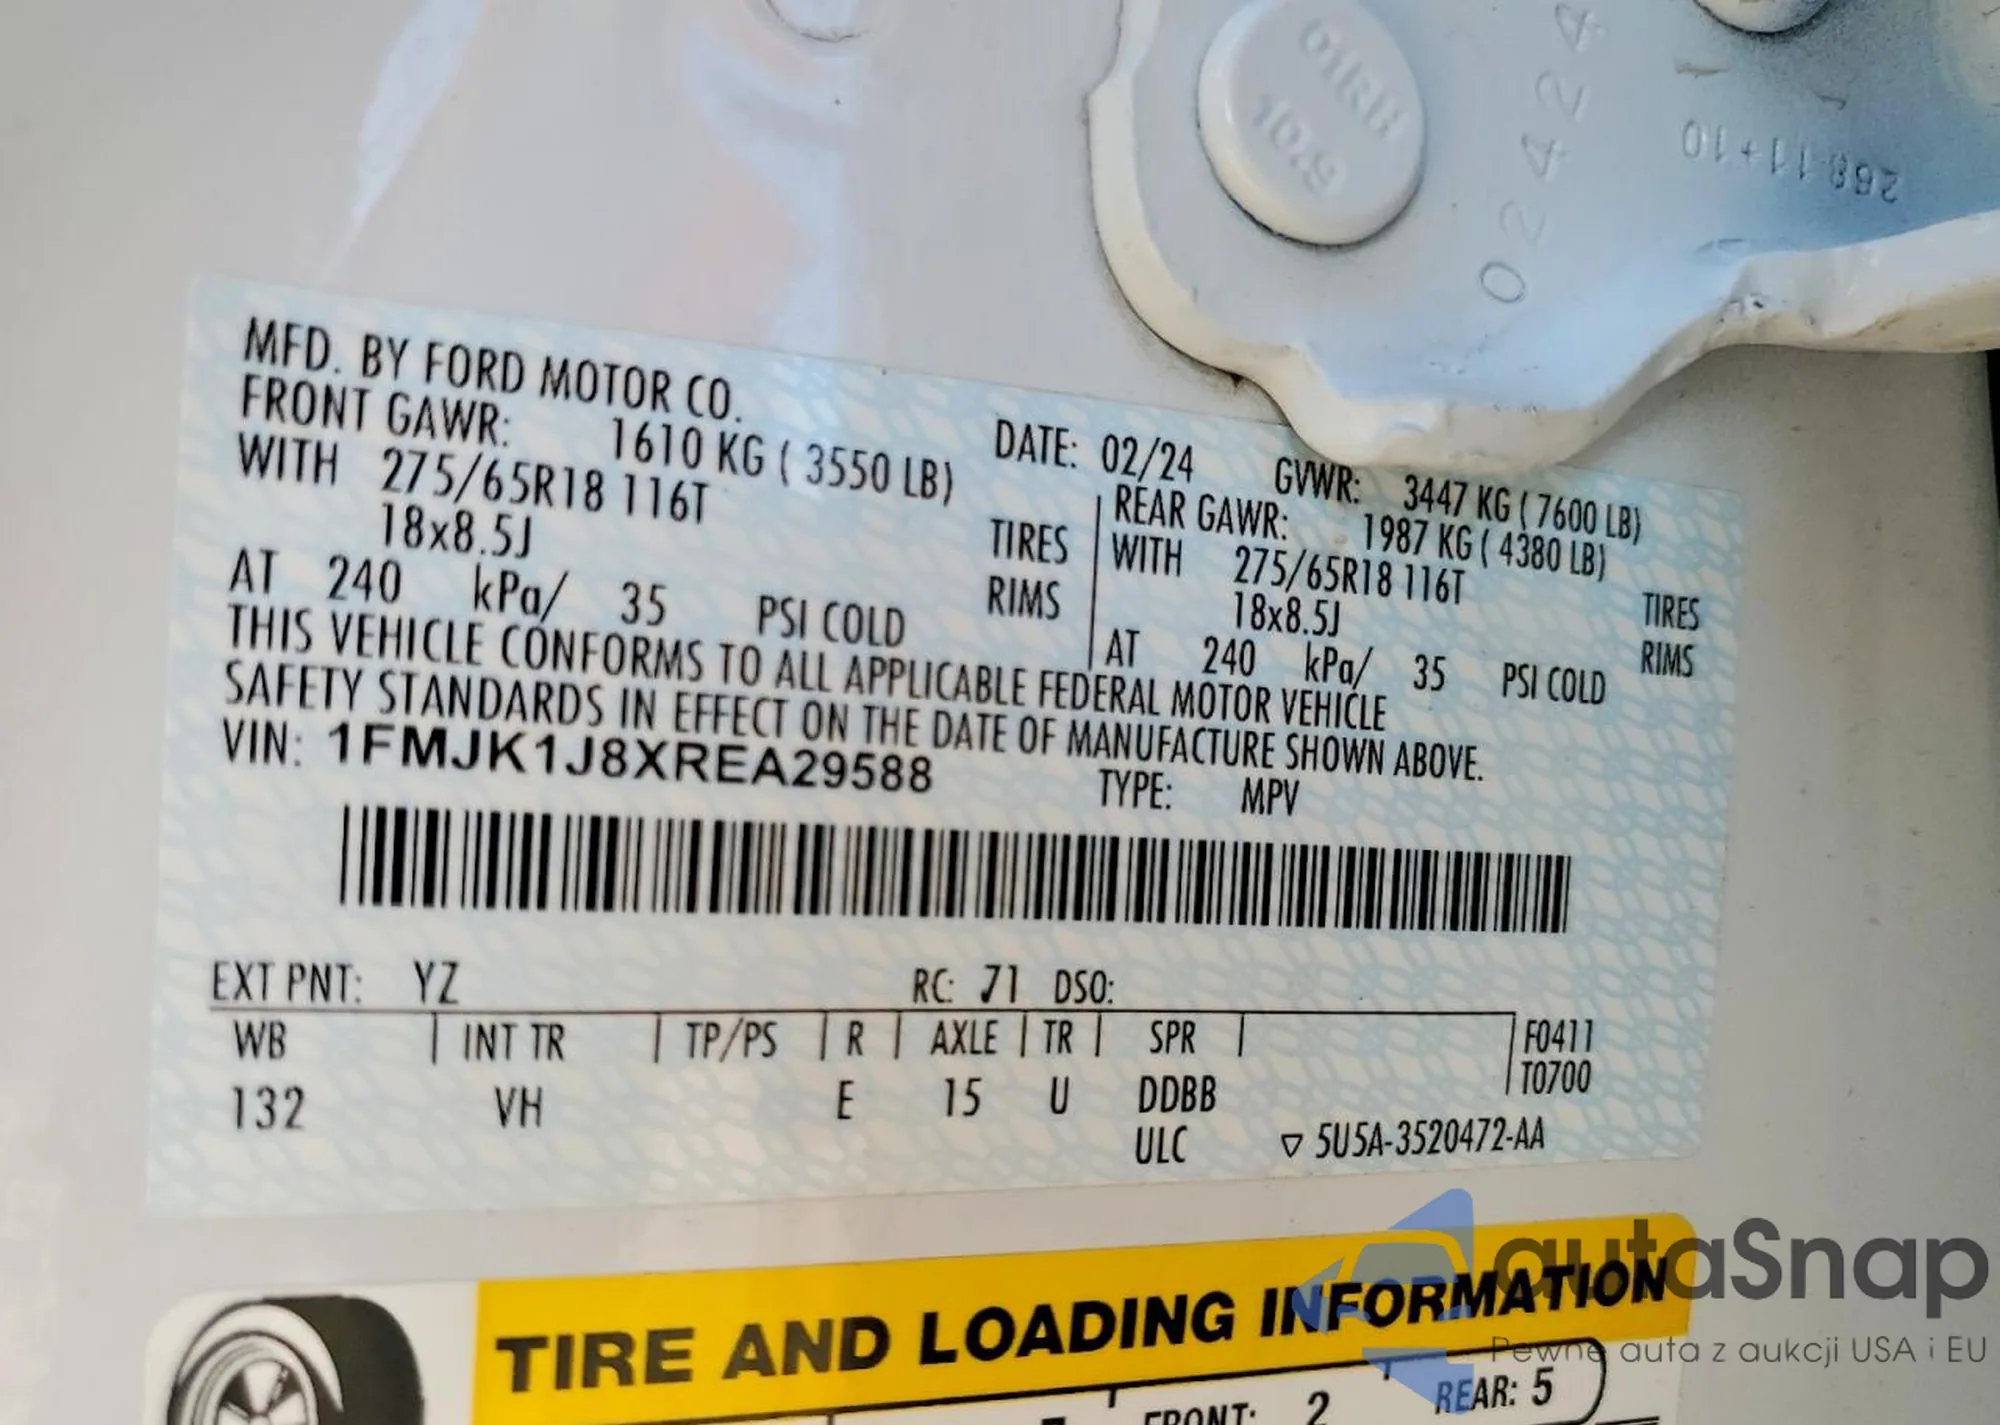 01RH
10.9
02424
268-11+10
MFD. BY FORD MOTOR CO.
DATE: 02/24 GVWR: 3447 KG ( 7600 LB)
FRONT GAWR: 1610 KG ( 3550 LB)
WITH 275/65R18 116T TIRES
18x8.5J RIMS
AT 240 kPa/ 35 PSI COLD
REAR GAWR: 1987 KG ( 4380 LB)
WITH 275/65R18 116T TIRES
18x8.5J RIMS
AT 240 kPa/ 35 PSI COLD
THIS VEHICLE CONFORMS TO ALL APPLICABLE FEDERAL MOTOR VEHICLE
SAFETY STANDARDS IN EFFECT ON THE DATE OF MANUFACTURE SHOWN ABOVE.
VIN: 1FMJK1J8XREA29588 TYPE: MPV
EXT PNT: YZ RC: 71 DSO:
WB INT TR TP/PS R AXLE TR SPR F0411
T0700
132 VH E 15 U DDBB
ULC ▽ 5U5A-3520472-AA
TIRE AND LOADING INFORMATION
FRONT: 2 REAR: 5
autaSnap
Pewne auta z aukcji USA i EU